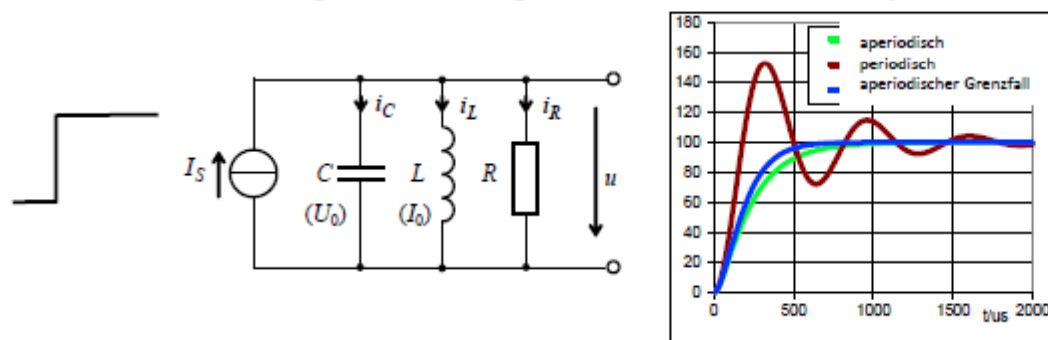 I_S
i_C
i_L
i_R
C
L
R
u
(U_0)
(I_0)
180
160
140
120
100
80
60
40
20
0
aperiodisch
periodisch
aperiodischer Grenzfall
0
500
1000
1500
2000
t/us